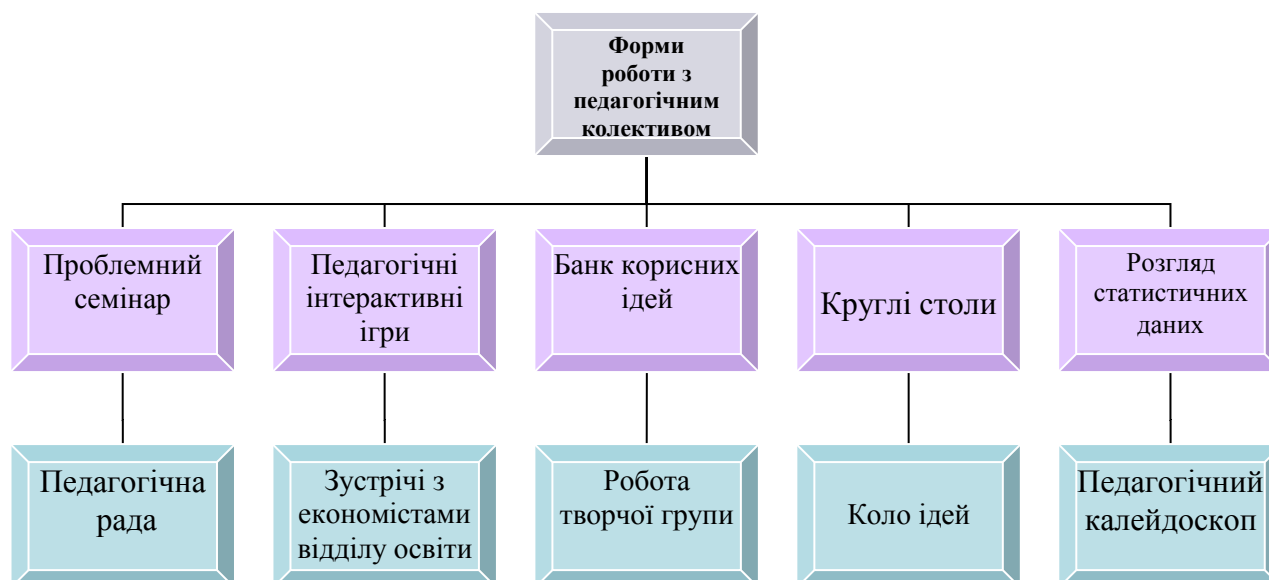 Форми
роботи з
педагогічним
колективом
Проблемний
семінар
Педагогічні
інтерактивні
ігри
Банк корисних
ідей
Круглі столи
Розгляд
статистичних
даних
Педагогічна
рада
Зустрічі з
економістами
відділу освіти
Робота
творчої групи
Коло ідей
Педагогічний
калейдоскоп